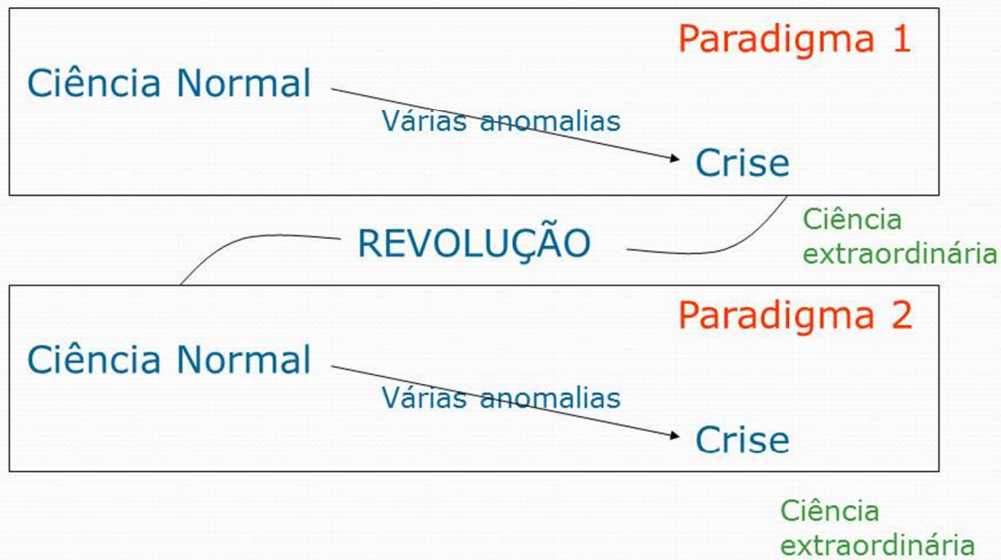 Paradigma 1
Ciência Normal
Várias anomalias
Crise
Ciência
extraordinária
REVOLUÇÃO
Paradigma 2
Ciência Normal
Várias anomalias
Crise
Ciência
extraordinária